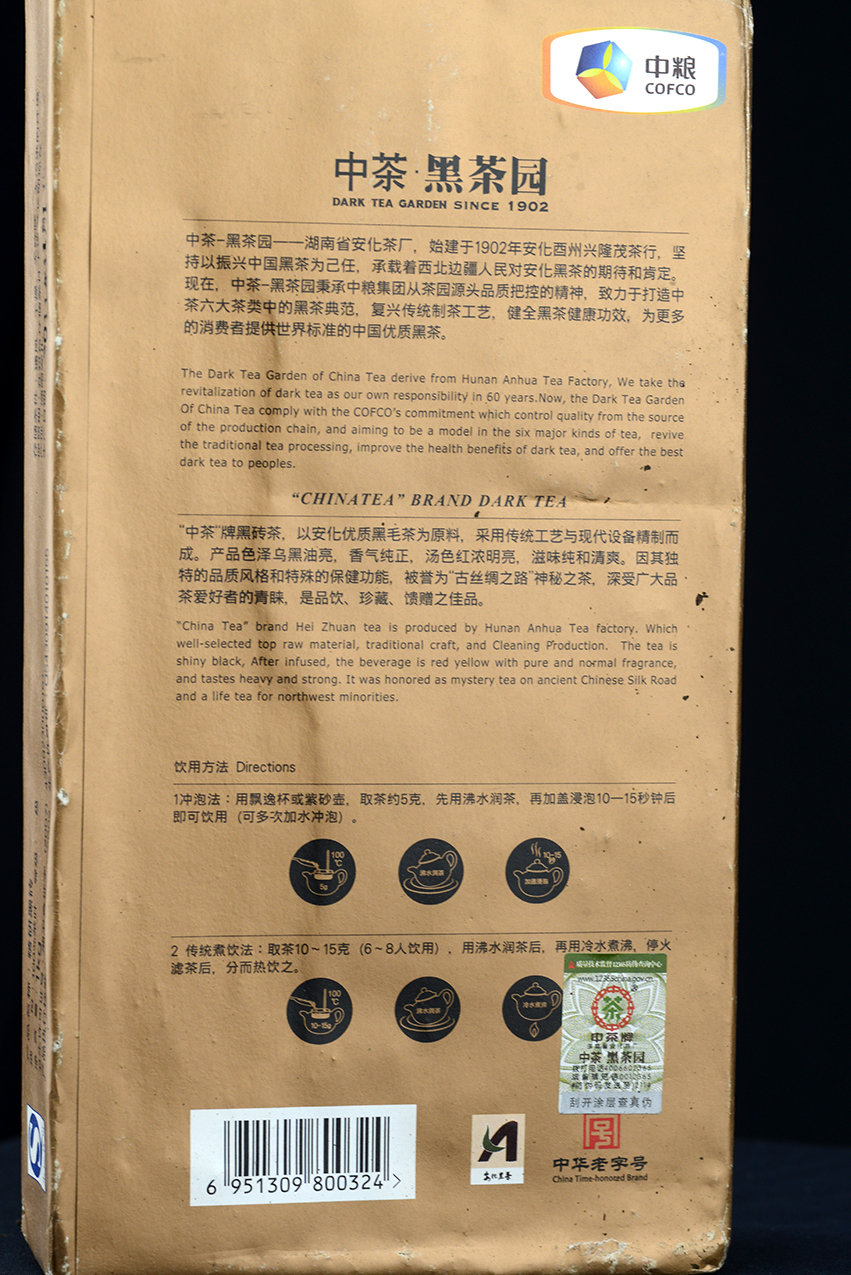 中粮
COFCO
中茶·黑茶园
DARK TEA GARDEN SINCE 1902
中茶-黑茶园——湖南省安化茶厂，始建于1902年安化酉州兴隆茂茶行，坚
持以振兴中国黑茶为己任，承载着西北边疆人民对安化黑茶的期待和肯定。
现在，中茶-黑茶园秉承中粮集团从茶园源头品质把控的精神，致力于打造中
茶六大茶类中的黑茶典范，复兴传统制茶工艺，健全黑茶健康功效，为更多
的消费者提供世界标准的中国优质黑茶。
The Dark Tea Garden of China Tea derive from Hunan Anhua Tea Factory, We take the
revitalization of dark tea as our own responsibility in 60 years.Now, the Dark Tea Garden
Of China Tea comply with the COFCO's commitment which control quality from the source
of the production chain, and aiming to be a model in the six major kinds of tea, revive
the traditional tea processing, improve the health benefits of dark tea, and offer the best
dark tea to peoples.
“CHINATEA” BRAND DARK TEA
“中茶”牌黑砖茶，以安化优质黑毛茶为原料，采用传统工艺与现代设备精制而
成。产品色泽乌黑油亮，香气纯正，汤色红浓明亮，滋味纯和清爽。因其独
特的品质风格和特殊的保健功能，被誉为“古丝绸之路”神秘之茶，深受广大品
茶爱好者的青睐，是品饮、珍藏、馈赠之佳品。
“China Tea” brand Hei Zhuan tea is produced by Hunan Anhua Tea factory. Which
well-selected top raw material, traditional craft, and Cleaning Production. The tea is
shiny black, After infused, the beverage is red yellow with pure and normal fragrance,
and tastes heavy and strong. It was honored as mystery tea on ancient Chinese Silk Road
and a life tea for northwest minorities.
饮用方法 Directions
1冲泡法：用飘逸杯或紫砂壶，取茶约5克，先用沸水润茶，再加盖浸泡10—15秒钟后
即可饮用（可多次加水冲泡）。
100℃
5g
沸水润茶
10-15
加盖浸泡
2 传统煮饮法：取茶10～15克（6～8人饮用），用沸水润茶后，再用冷水煮沸，停火
滤茶后，分而热饮之。
100℃
10-15g
沸水润茶
冷水煮沸
质量技术监督12365防伪查询中心
www.12365china.gov.cn
茶
中茶牌
中茶 黑茶园
刮开涂层查真伪
6 951309 800324 >
安化黑茶
号
中华老字号
China Time-honored Brand